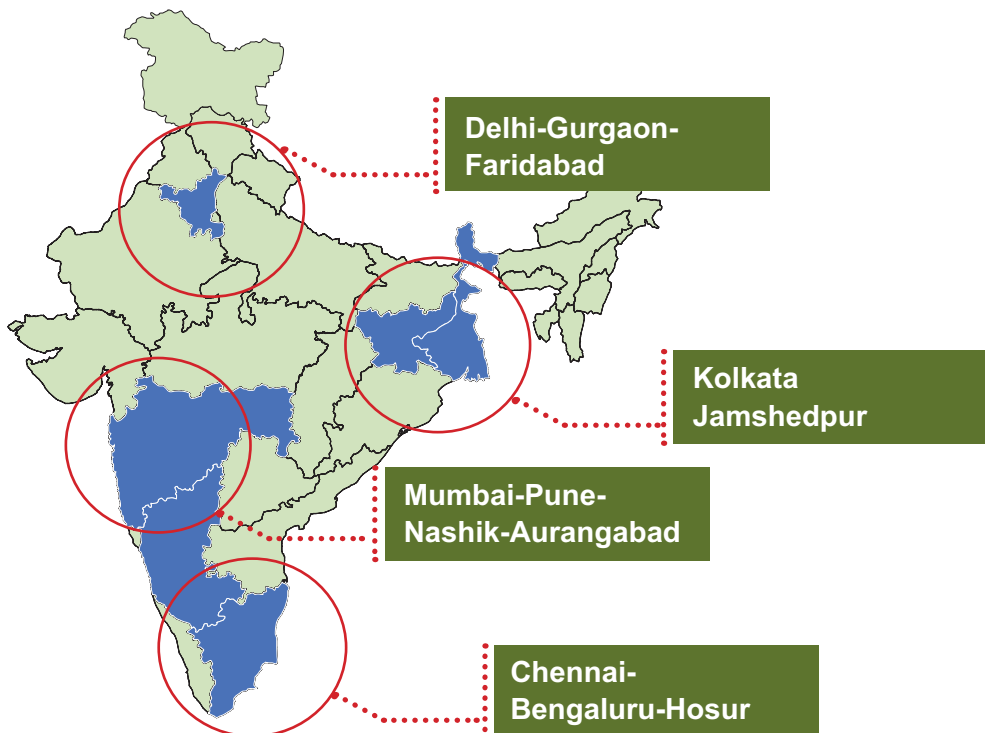 Delhi-Gurgaon-
Faridabad
Kolkata
Jamshedpur
Mumbai-Pune-
Nashik-Aurangabad
Chennai-
Bengaluru-Hosur